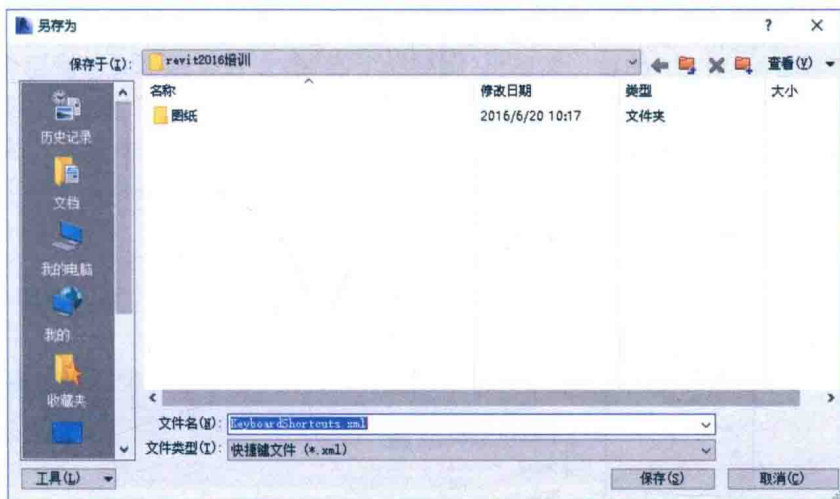 另存为 ?
保存于(I): revit2016培训 查看(V)
名称 修改日期 类型 大小
图纸 2016/6/20 10:17 文件夹
历史记录
文档
我的电脑
我的...
收藏夹
文件名(N): KeyboardShortcuts.xml
文件类型(T): 快捷键文件 (*.xml)
工具(L) 保存(S) 取消(C)